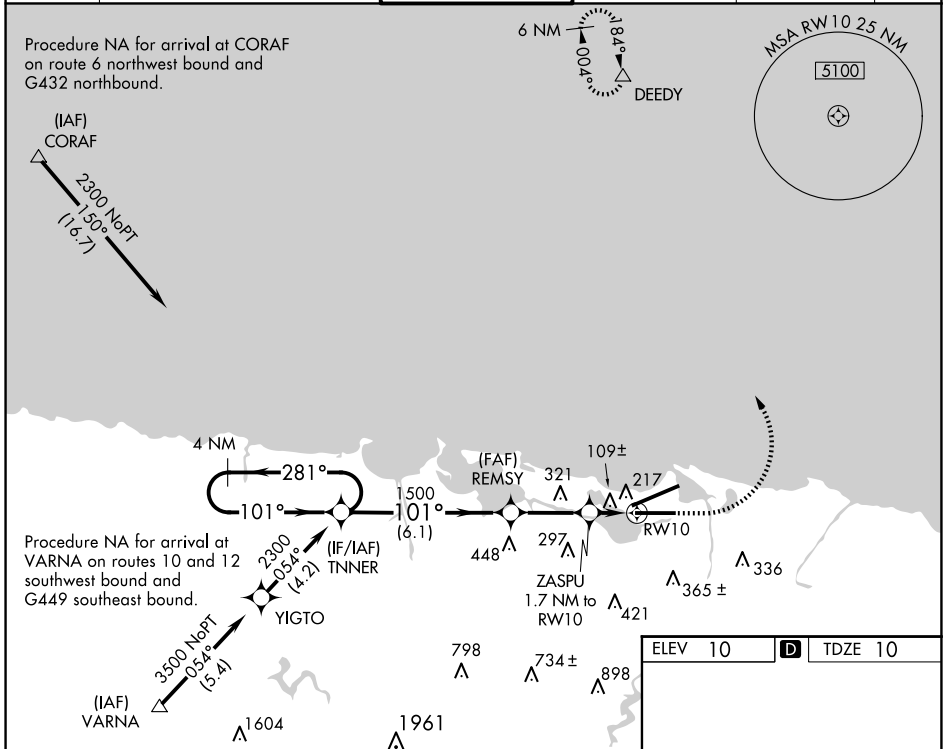 Procedure NA for arrival at CORAF
on route 6 northwest bound and
G432 northbound.
6 NM
184°
004°
DEEDY
MSA RW10 25 NM
5100
(IAF)
CORAF
2300 NoPT
150°
(16.7)
4 NM
281°
101°
(IF/IAF)
TNNER
1500
101°
(6.1)
(FAF)
REMSY
448
321
109±
217
297
RW10
ZASPU
1.7 NM to
RW10
421
365 ±
336
Procedure NA for arrival at
VARNA on routes 10 and 12
southwest bound and
G449 southeast bound.
2300
054°
(4.2)
YIGTO
3500 NoPT
054°
(5.4)
(IAF)
VARNA
798
734 ±
898
1604
1961
ELEV 10
D
TDZE 10